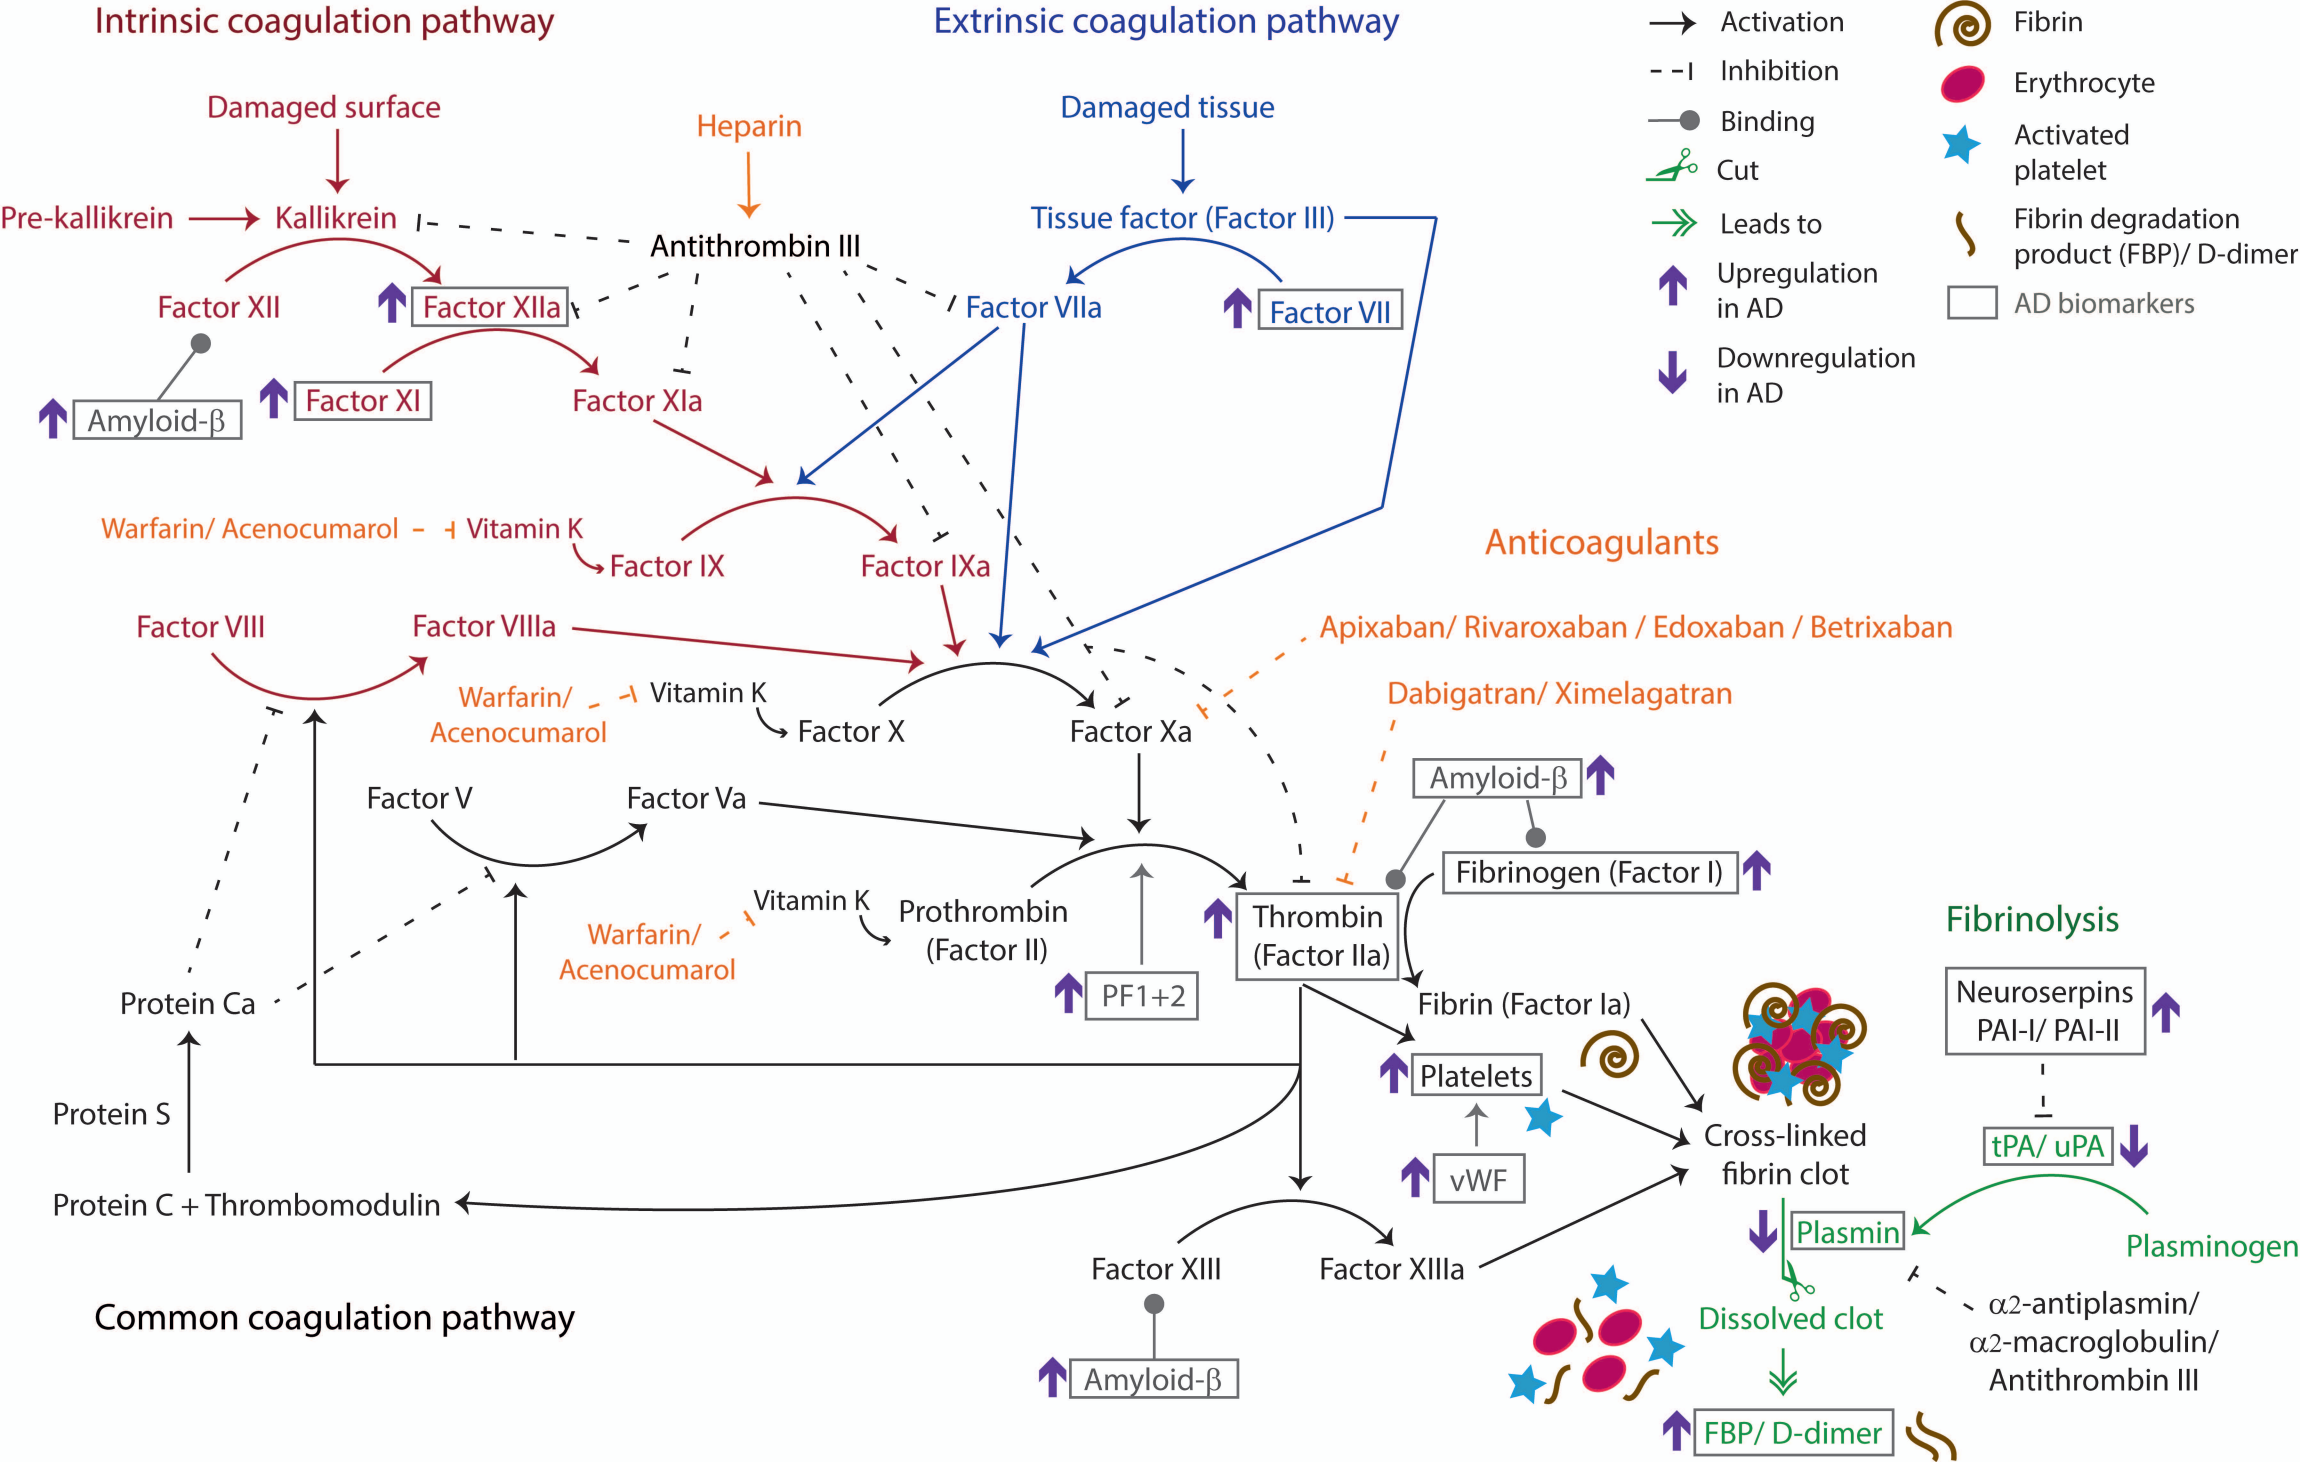 Intrinsic coagulation pathway
Extrinsic coagulation pathway
Activation
Inhibition
Binding
Cut
Leads to
Upregulation
in AD
Downregulation
in AD
Fibrin
Erythrocyte
Activated
platelet
Fibrin degradation
product (FBP)/ D-dimer
AD biomarkers
Damaged surface
Heparin
Damaged tissue
Pre-kallikrein
Kallikrein
Antithrombin III
Tissue factor (Factor III)
Factor XII
Factor XIIa
Factor VIIa
Factor VII
Amyloid-β
Factor XI
Factor XIa
Warfarin/ Acenocumarol
Vitamin K
Factor IX
Factor IXa
Anticoagulants
Factor VIII
Factor VIIIa
Apixaban/ Rivaroxaban / Edoxaban / Betrixaban
Warfarin/
Acenocumarol
Vitamin K
Factor X
Factor Xa
Dabigatran/ Ximelagatran
Factor V
Factor Va
Amyloid-β
Fibrinogen (Factor I)
Warfarin/
Acenocumarol
Vitamin K
Prothrombin
(Factor II)
Thrombin
(Factor IIa)
PF1+2
Fibrinolysis
Protein Ca
Fibrin (Factor Ia)
Neuroserpins
PAI-I/ PAI-II
Platelets
vWF
Cross-linked
fibrin clot
tPA/ uPA
Protein S
Protein C + Thrombomodulin
Plasmin
Plasminogen
Factor XIII
Factor XIIIa
Common coagulation pathway
Amyloid-β
Dissolved clot
α2-antiplasmin/
α2-macroglobulin/
Antithrombin III
FBP/ D-dimer